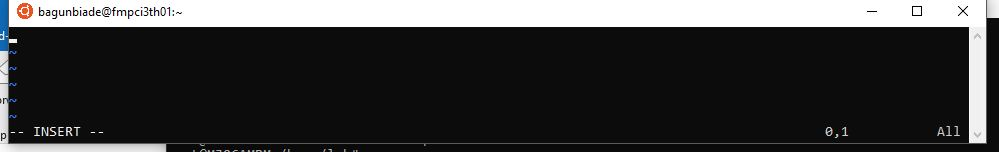 bagunbiade@fmpci3th01:~
~
~
~
~
~
-- INSERT -- 0,1 All